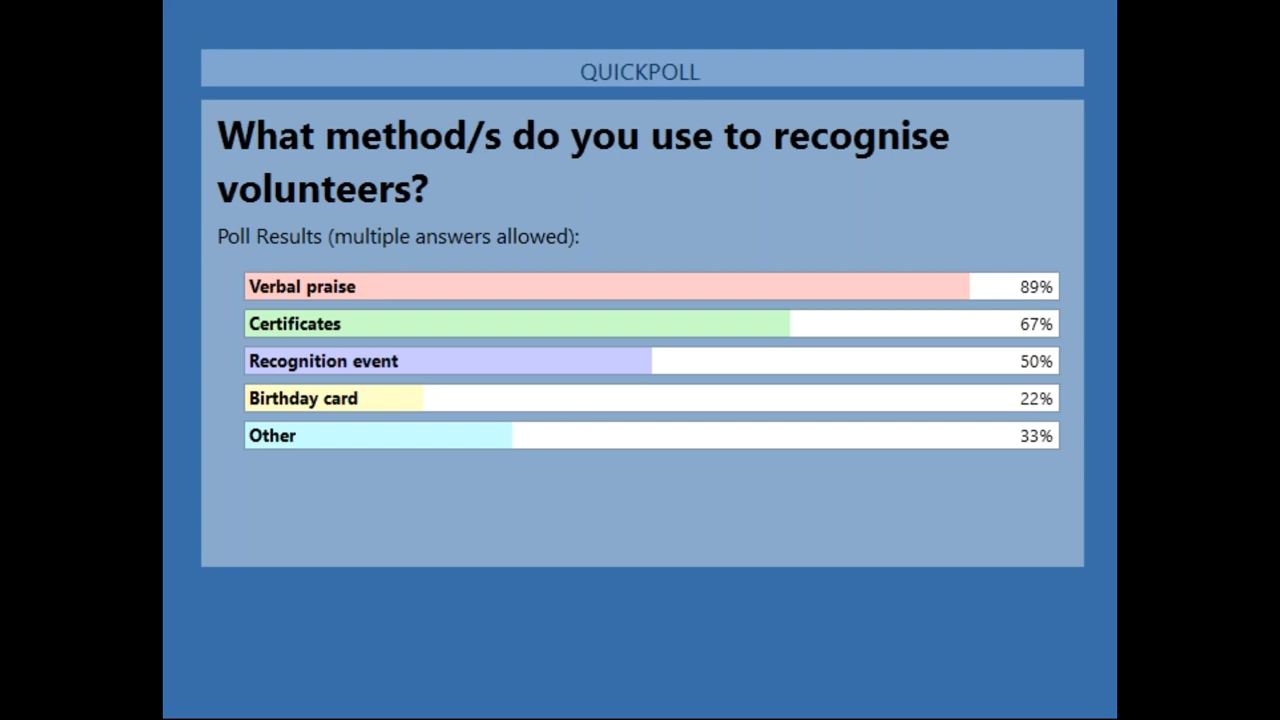 QUICKPOLL
What method/s do you use to recognise
volunteers?
Poll Results (multiple answers allowed):
Verbal praise 89%
Certificates 67%
Recognition event 50%
Birthday card 22%
Other 33%